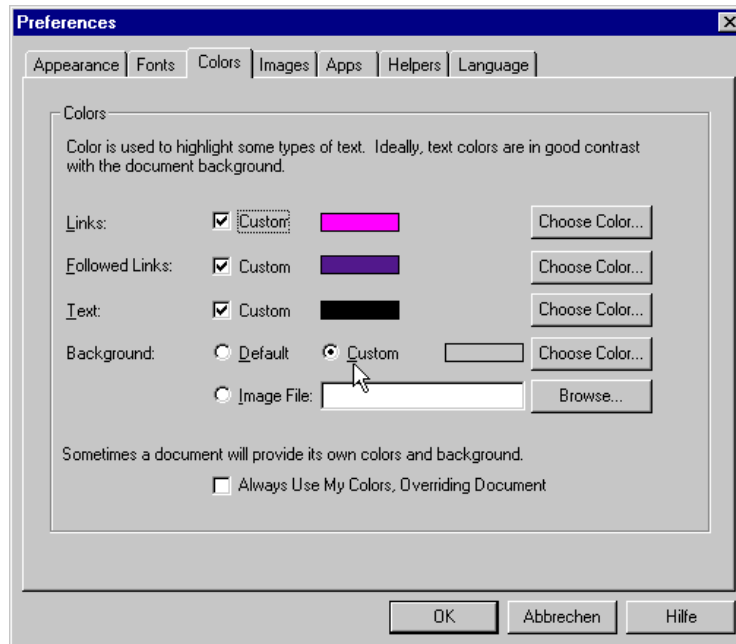 Preferences
Appearance Fonts Colors Images Apps Helpers Language
Colors
Color is used to highlight some types of text. Ideally, text colors are in good contrast
with the document background.
Links: Custom Choose Color...
Followed Links: Custom Choose Color...
Text: Custom Choose Color...
Background: Default Custom Choose Color...
Image File: Browse...
Sometimes a document will provide its own colors and background.
Always Use My Colors, Overriding Document
OK Abbrechen Hilfe